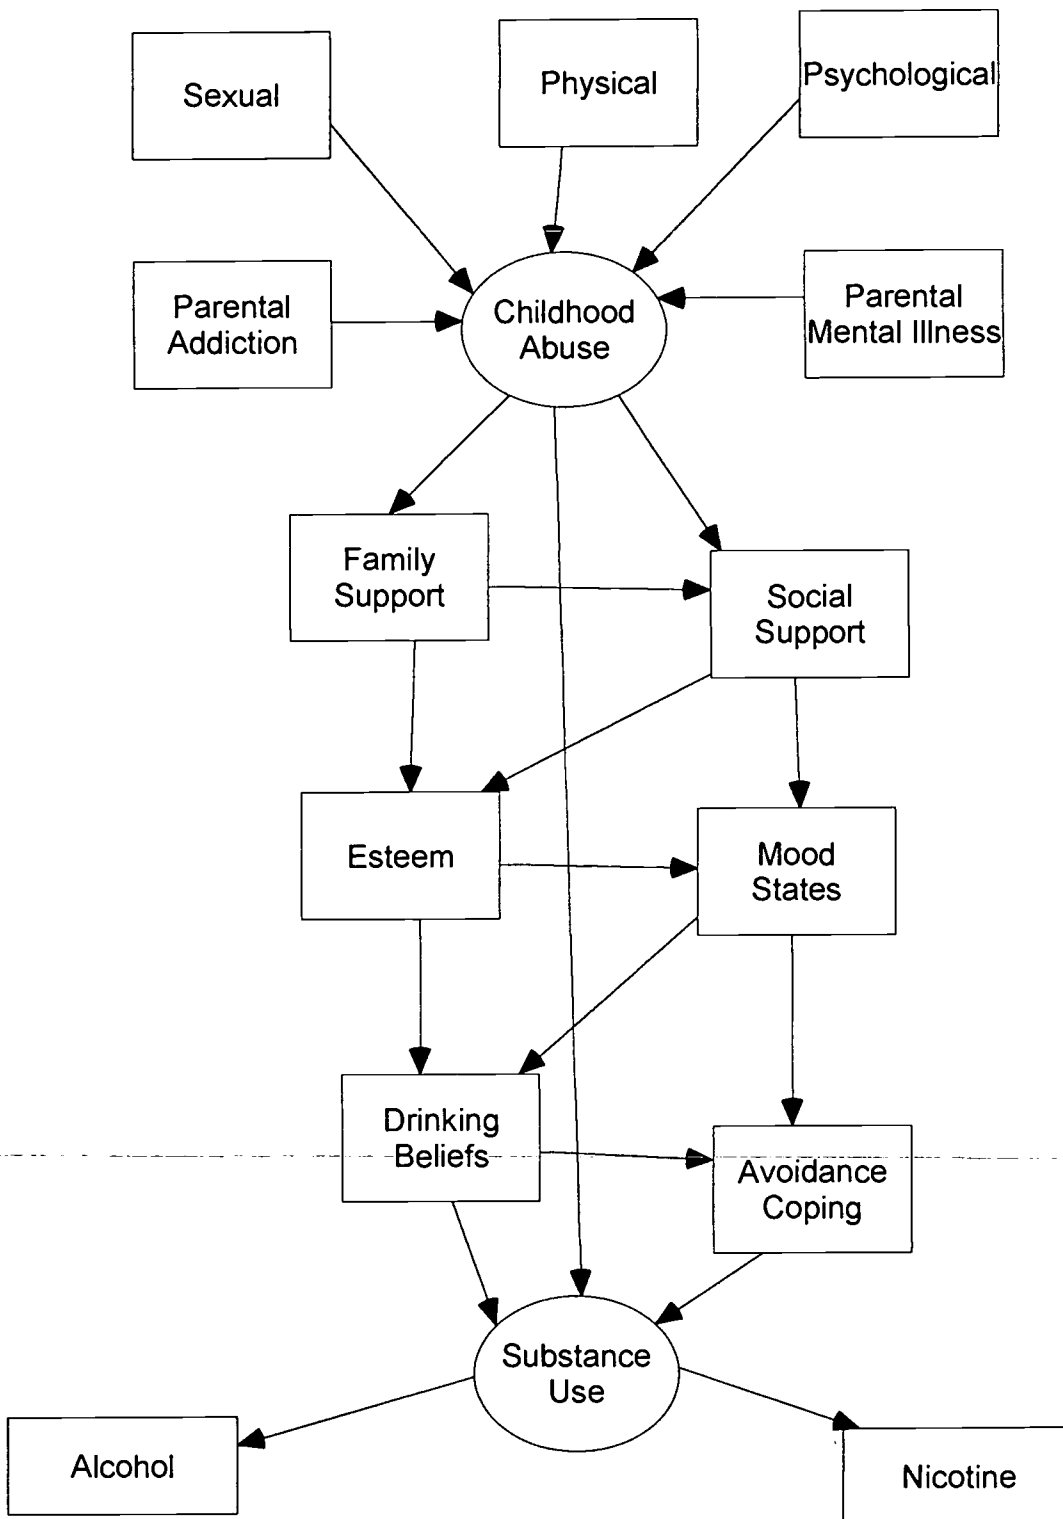 Sexual
Physical
Psychological
Parental
Addiction
Childhood
Abuse
Parental
Mental Illness
Family
Support
Social
Support
Esteem
Mood
States
Drinking
Beliefs
Avoidance
Coping
Substance
Use
Alcohol
Nicotine